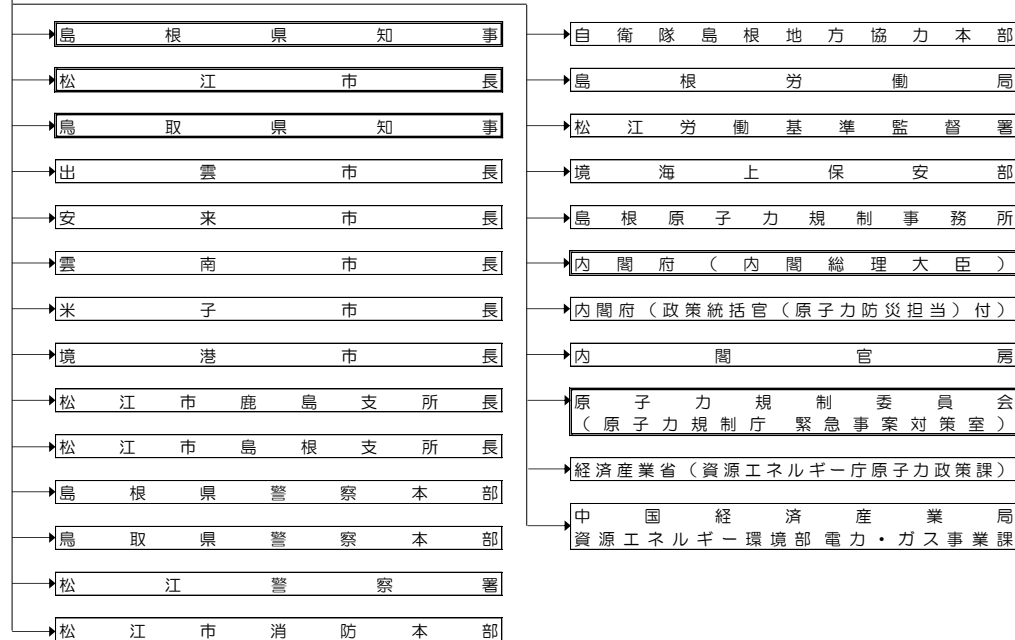 島根県知事
松江市長
鳥取県知事
出雲市長
安来市長
雲南市長
米子市長
境港市長
松江市鹿島支所長
松江市島根支所長
島根県警察本部
鳥取県警察本部
松江警察署
松江市消防本部
自衛隊島根地方協力本部
島根労働局
松江労働基準監督署
境海上保安部
島根原子力規制事務所
内閣府（内閣総理大臣）
内閣府（政策統括官（原子力防災担当）付）
内閣官房
原子力規制委員会
（原子力規制庁 緊急事案対策室）
経済産業省（資源エネルギー庁原子力政策課）
中国経済産業局
資源エネルギー環境部 電力・ガス事業課